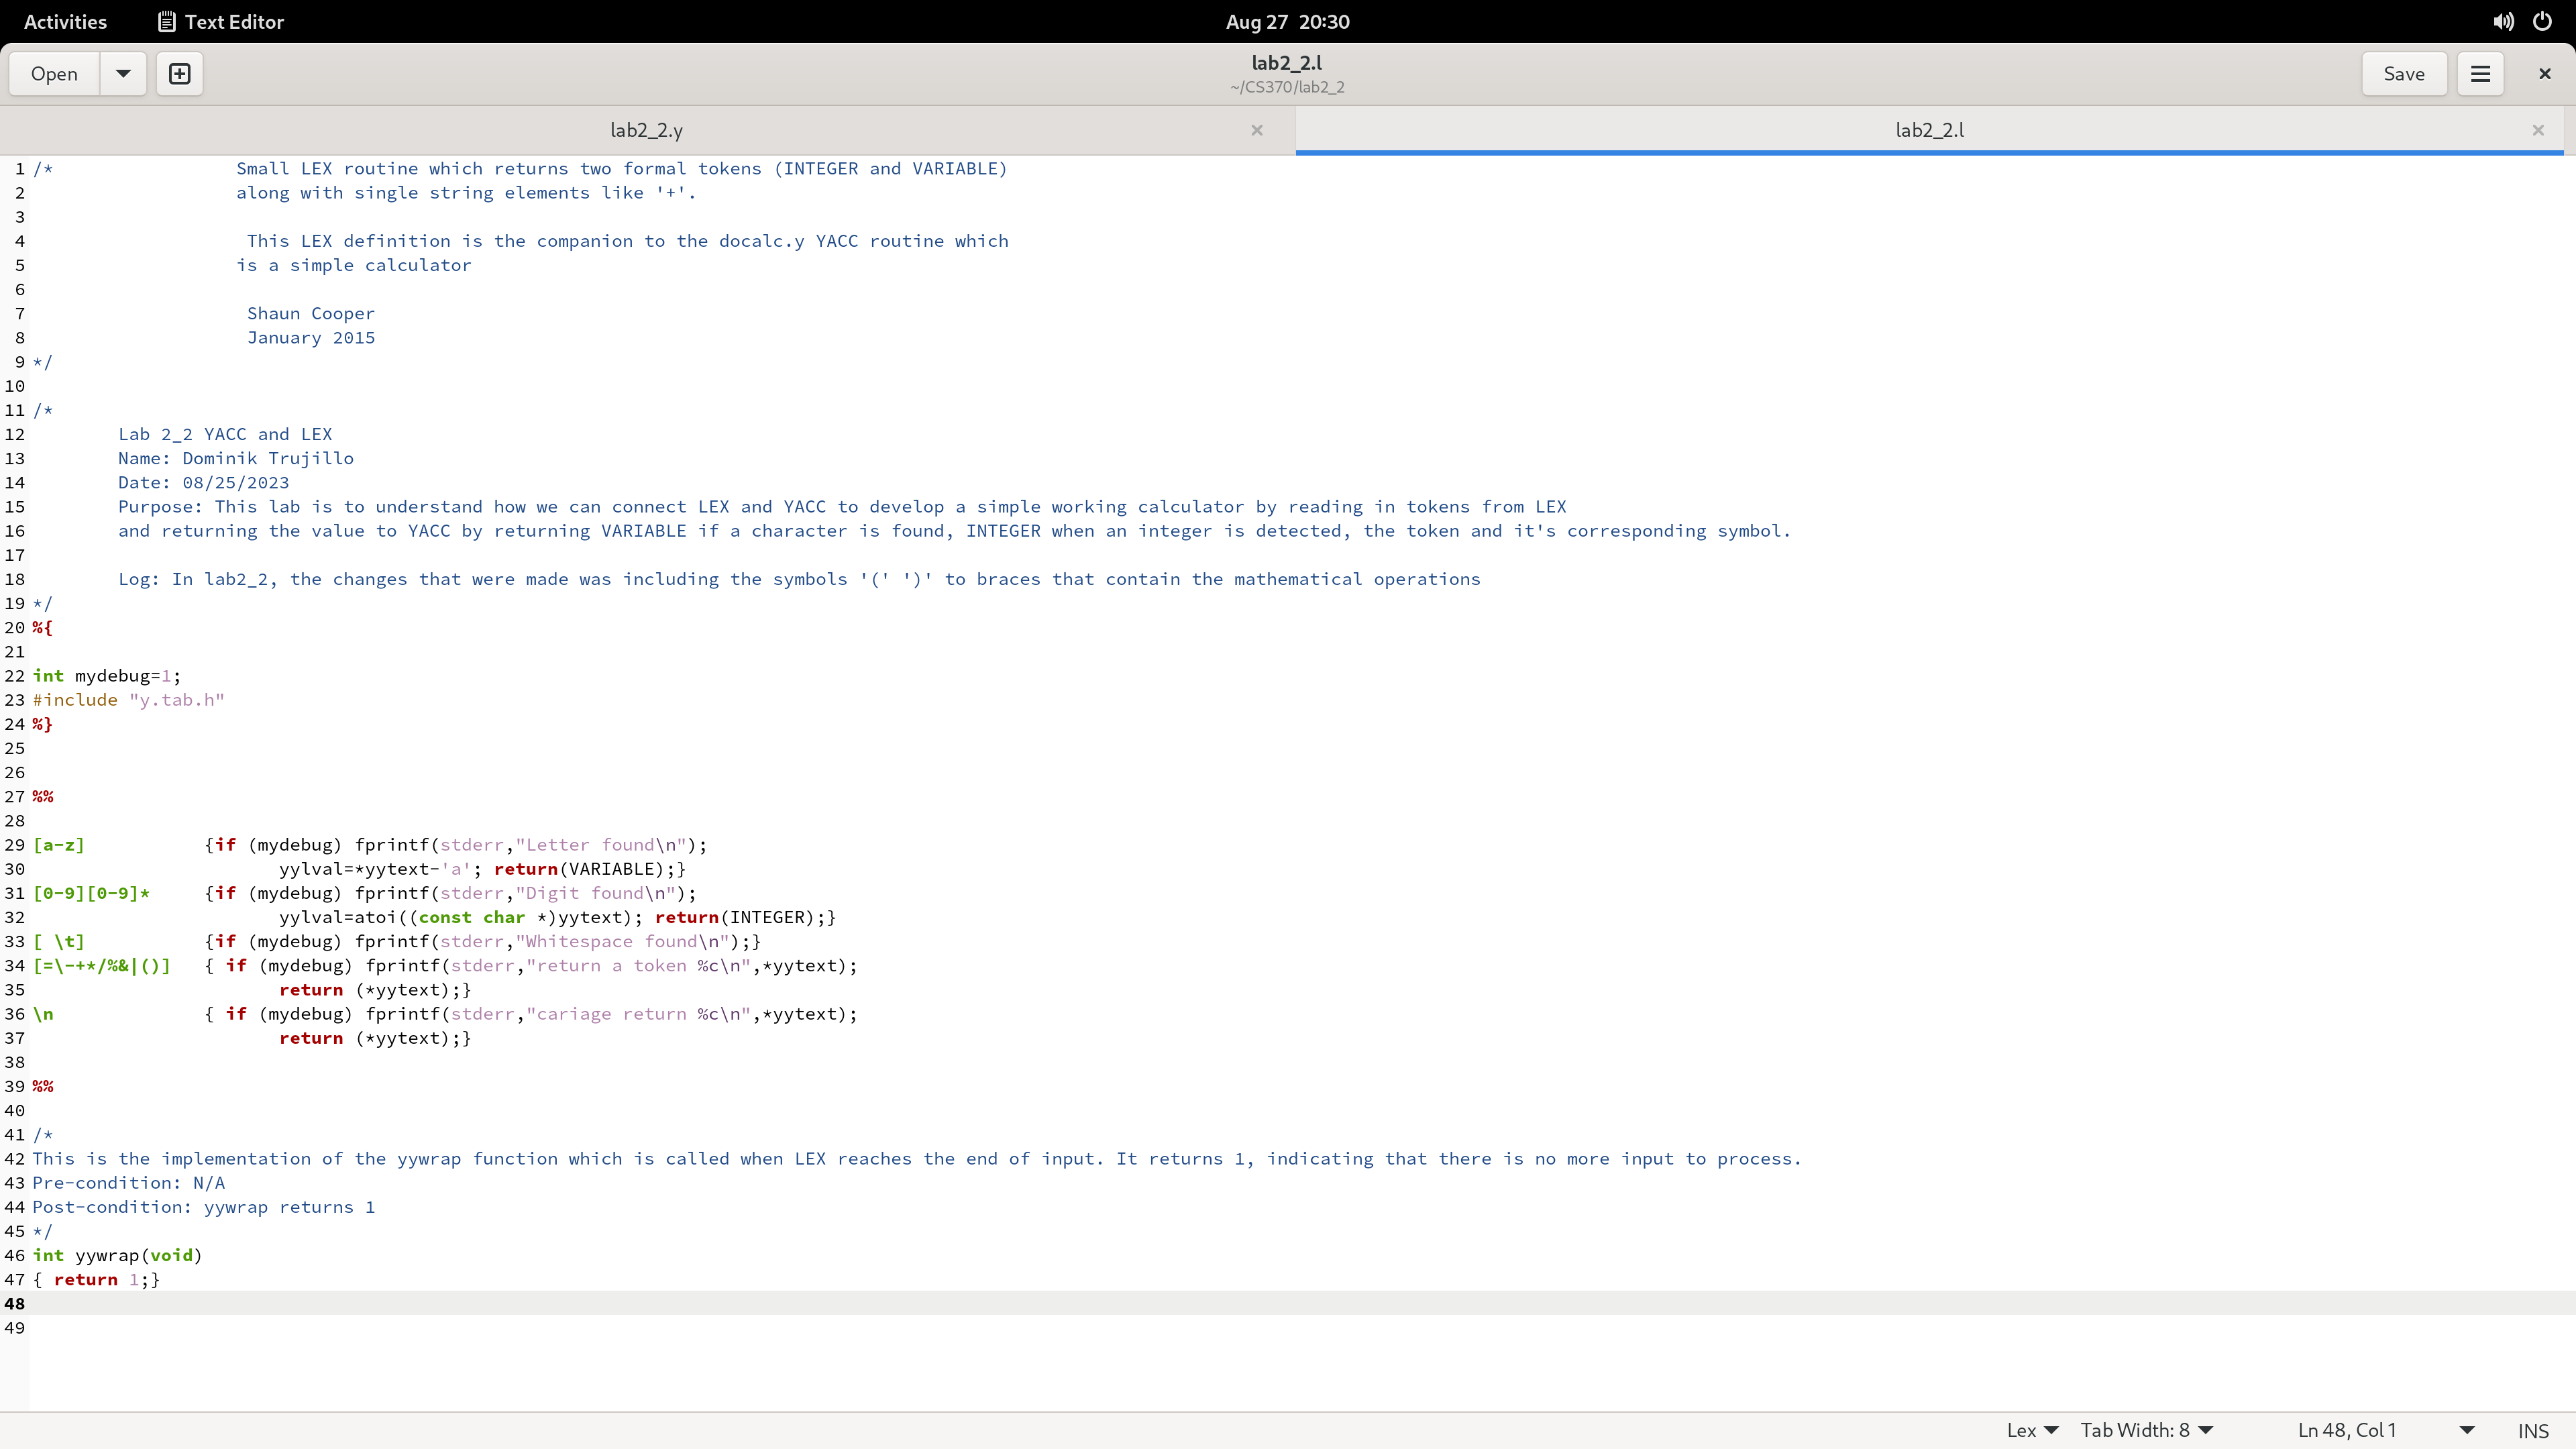 Activities Text Editor Aug 27 20:30
Open lab2_2.l Save
~/CS370/lab2_2
lab2_2.y lab2_2.l
1 /* Small LEX routine which returns two formal tokens (INTEGER and VARIABLE)
2 along with single string elements like '+'.
3
4 This LEX definition is the companion to the docalc.y YACC routine which
5 is a simple calculator
6
7 Shaun Cooper
8 January 2015
9 */
10
11 /*
12 Lab 2_2 YACC and LEX
13 Name: Dominik Trujillo
14 Date: 08/25/2023
15 Purpose: This lab is to understand how we can connect LEX and YACC to develop a simple working calculator by reading in tokens from LEX
16 and returning the value to YACC by returning VARIABLE if a character is found, INTEGER when an integer is detected, the token and it's corresponding symbol.
17
18 Log: In lab2_2, the changes that were made was including the symbols '(' ')' to braces that contain the mathematical operations
19 */
20 %{
21
22 int mydebug=1;
23 #include "y.tab.h"
24 %}
25
26
27 %%
28
29 [a-z] {if (mydebug) fprintf(stderr,"Letter found\n");
30 yylval=*yytext-'a'; return(VARIABLE);}
31 [0-9][0-9]* {if (mydebug) fprintf(stderr,"Digit found\n");
32 yylval=atoi((const char *)yytext); return(INTEGER);}
33 [ \t] {if (mydebug) fprintf(stderr,"Whitespace found\n");}
34 [=\-+*/%&|()] { if (mydebug) fprintf(stderr,"return a token %c\n",*yytext);
35 return (*yytext);}
36 \n { if (mydebug) fprintf(stderr,"cariage return %c\n",*yytext);
37 return (*yytext);}
38
39 %%
40
41 /*
42 This is the implementation of the yywrap function which is called when LEX reaches the end of input. It returns 1, indicating that there is no more input to process.
43 Pre-condition: N/A
44 Post-condition: yywrap returns 1
45 */
46 int yywrap(void)
47 { return 1;}
48
49
Lex Tab Width: 8 Ln 48, Col 1 INS